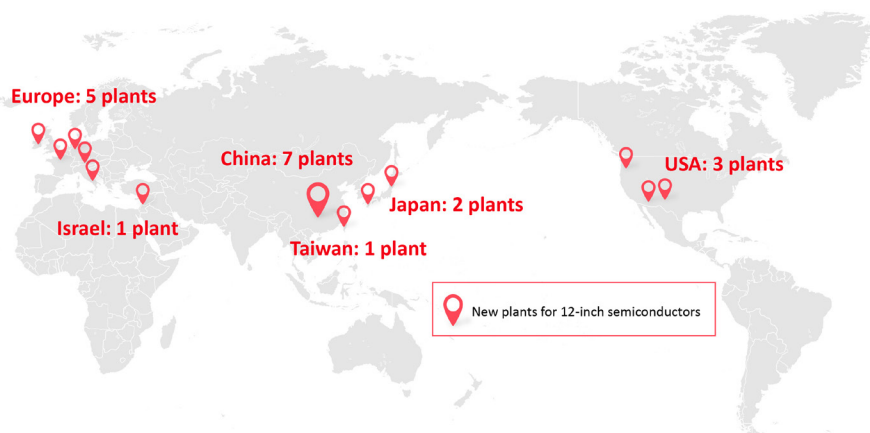 Europe: 5 plants
China: 7 plants
USA: 3 plants
Japan: 2 plants
Israel: 1 plant
Taiwan: 1 plant
New plants for 12-inch semiconductors